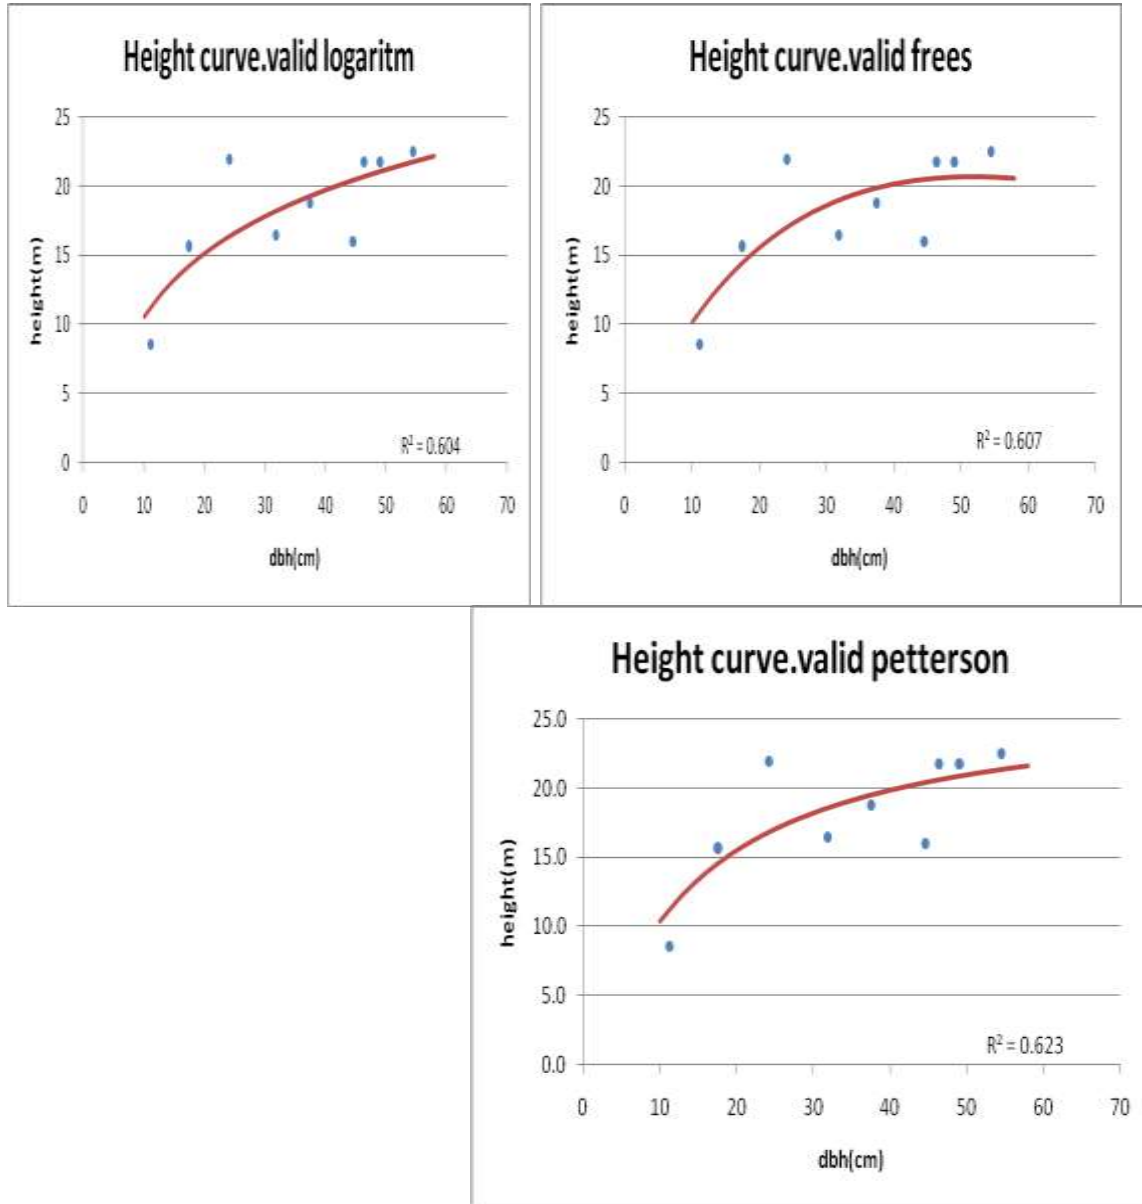 Height curve.valid logaritm
25
20
15
10
5
0
height(m)
R² = 0.604
0 10 20 30 40 50 60 70
dbh(cm)
Height curve.valid frees
25
20
15
10
5
0
height(m)
R² = 0.607
0 10 20 30 40 50 60 70
dbh(cm)
Height curve.valid petterson
25.0
20.0
15.0
10.0
5.0
0.0
height(m)
R² = 0.623
0 10 20 30 40 50 60 70
dbh(cm)